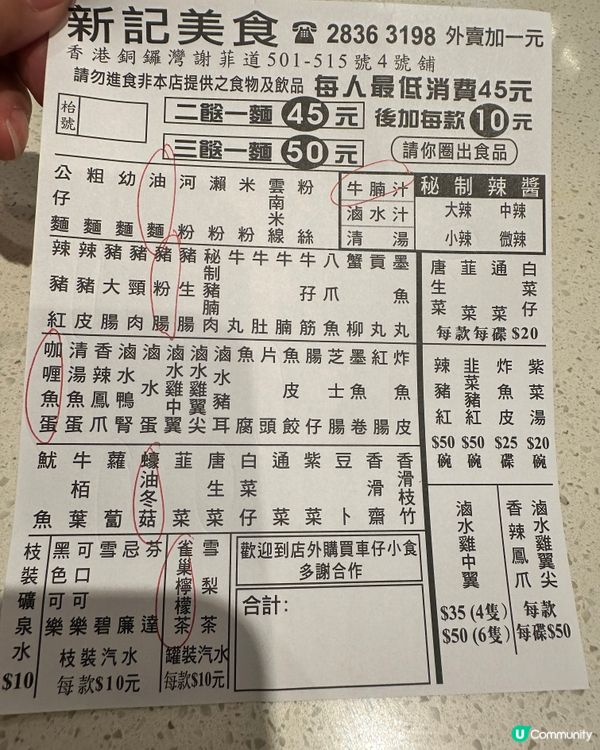 新記美食 ☎ 2836 3198 外賣加一元
香港銅鑼灣謝菲道501-515號4號舖
請勿進食非本店提供之食物及飲品 每人最低消費45元
枱號
二餸一麵 45 元 後加每款 10 元
三餸一麵 50 元 請你圈出食品
公仔麵
粗麵
幼麵
油麵
河粉
瀨粉
米粉
雲南米線
粉絲
牛腩汁
滷水汁
清湯
秘制辣醬
大辣 中辣
小辣 微辣
辣豬紅
辣豬皮
豬大腸
豬頸肉
豬粉腸
豬生腸
秘制豬腩肉
牛丸
牛肚
牛腩
牛孖筋
八爪魚
蟹柳
貢丸
墨魚丸
唐生菜
韮菜
通菜
白菜仔
每款每碟 $20
咖喱魚蛋
清湯魚蛋
香辣鳳爪
滷水鴨腎
滷水蛋
滷水雞中翼
滷水雞翼尖
滷水豬耳
魚腐
片頭
魚皮餃
腸仔
芝士腸
墨魚卷
紅腸
炸魚皮
辣豬紅 $50碗
韮菜豬紅 $50碗
炸魚皮 $25碟
紫菜湯 $20碗
魷魚
牛栢葉
蘿蔔
蠔油冬菇
韮菜
唐生菜
白菜仔
通菜
紫菜
豆卜
香滑齋
香滑枝竹
滷水雞中翼
$35 (4隻)
$50 (6隻)
香辣鳳爪
滷水雞翼尖
每款
每碟$50
枝裝礦泉水 $10
黑色可樂
可口可樂
雪碧
忌廉
芬達
枝裝汽水
每款$10元
雀巢檸檬茶
雪梨茶
罐裝汽水
每款$10元
歡迎到店外購買車仔小食
多謝合作
合計：
U Community